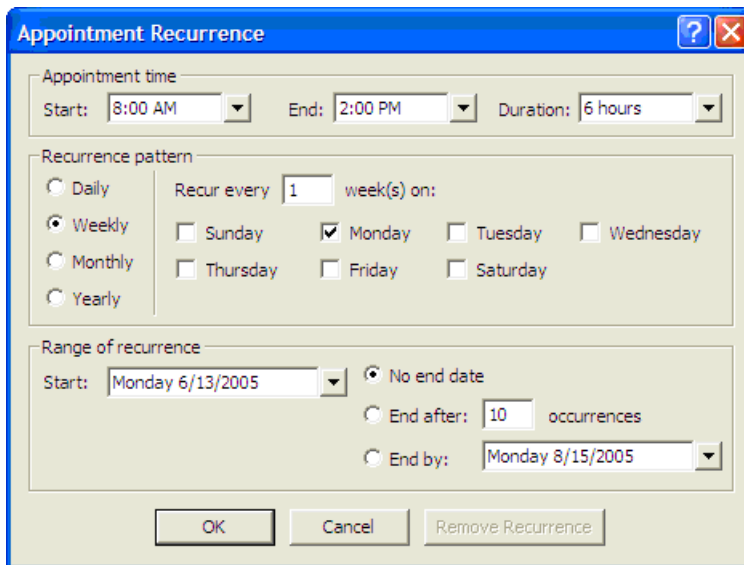 Appointment Recurrence
Appointment time
Start: 8:00 AM End: 2:00 PM Duration: 6 hours
Recurrence pattern
Daily Recur every 1 week(s) on:
Weekly Sunday Monday Tuesday Wednesday
Monthly Thursday Friday Saturday
Yearly
Range of recurrence
Start: Monday 6/13/2005 No end date
End after: 10 occurrences
End by: Monday 8/15/2005
OK Cancel Remove Recurrence